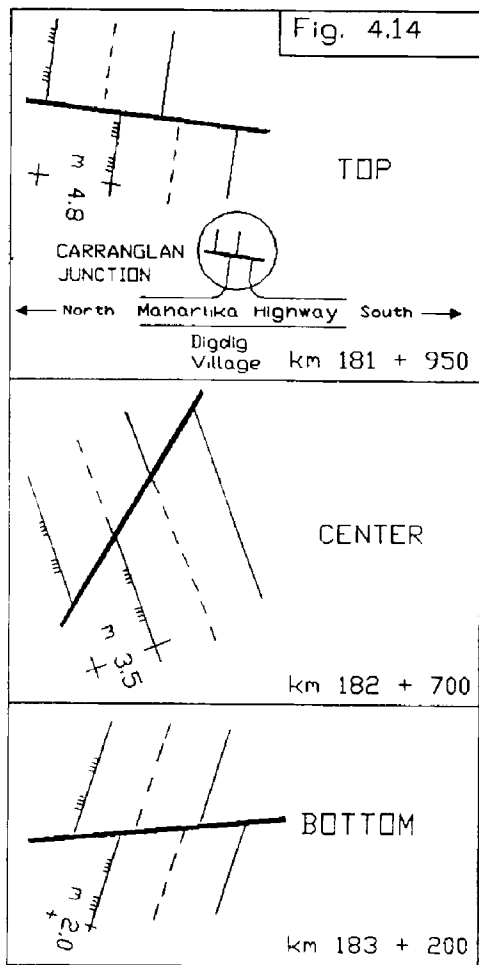 Fig. 4.14
m 4.8
TOP
CARRANGLAN
JUNCTION
← North Maharlika Highway South →
Digdig
Village
km 181 + 950
CENTER
m 3.5
km 182 + 700
BOTTOM
m 2.0
km 183 + 200